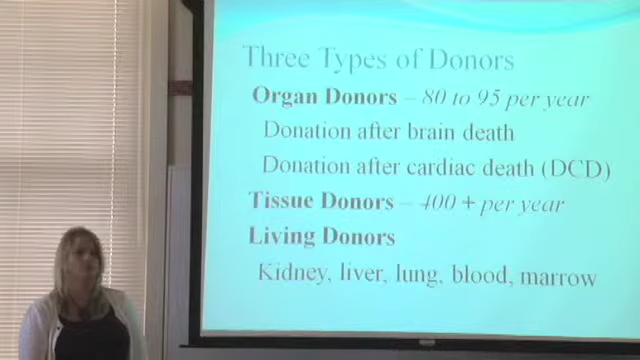 Three Types of Donors
Organ Donors – 80 to 95 per year
Donation after brain death
Donation after cardiac death (DCD)
Tissue Donors – 400 + per year
Living Donors
Kidney, liver, lung, blood, marrow